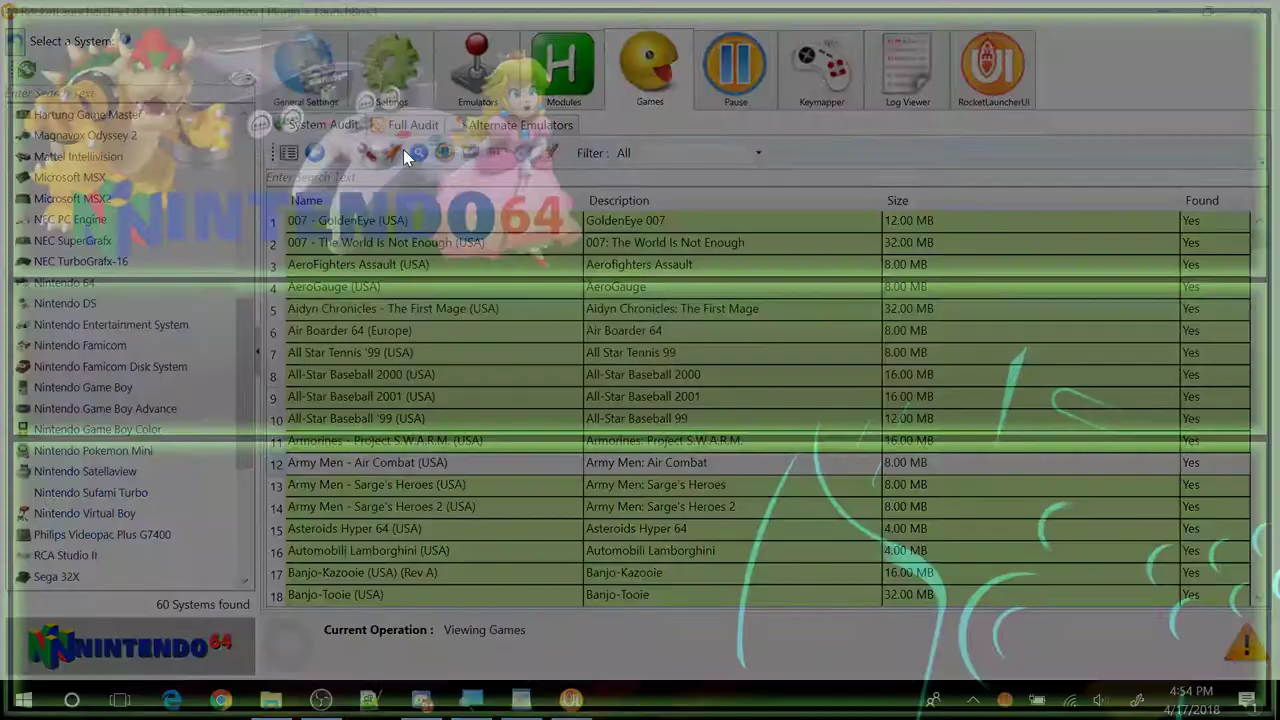 Select a System
General Settings
Settings
Emulators
Modules
Games
Pause
Keymapper
Log Viewer
RocketLauncherUI
Enter Search Text
System Audit
Full Audit
Alternate Emulators
Filter : All
Enter Search Text
Hartung Game Master
Magnavox Odyssey 2
Mattel Intellivision
Microsoft MSX
Microsoft MSX2
NEC PC Engine
NEC SuperGrafx
NEC TurboGrafx-16
Nintendo 64
Nintendo DS
Nintendo Entertainment System
Nintendo Famicom
Nintendo Famicom Disk System
Nintendo Game Boy
Nintendo Game Boy Advance
Nintendo Game Boy Color
Nintendo Pokemon Mini
Nintendo Satellaview
Nintendo Sufami Turbo
Nintendo Virtual Boy
Philips Videopac Plus G7400
RCA Studio II
Sega 32X
60 Systems found
NINTENDO 64
NINTENDO64
Name Description Size Found
1 007 - GoldenEye (USA) GoldenEye 007 12.00 MB Yes
2 007 - The World Is Not Enough (USA) 007: The World Is Not Enough 32.00 MB Yes
3 AeroFighters Assault (USA) Aerofighters Assault 8.00 MB Yes
4 AeroGauge (USA) AeroGauge 8.00 MB Yes
5 Aidyn Chronicles - The First Mage (USA) Aidyn Chronicles: The First Mage 32.00 MB Yes
6 Air Boarder 64 (Europe) Air Boarder 64 8.00 MB Yes
7 All Star Tennis '99 (USA) All Star Tennis 99 8.00 MB Yes
8 All-Star Baseball 2000 (USA) All-Star Baseball 2000 16.00 MB Yes
9 All-Star Baseball 2001 (USA) All-Star Baseball 2001 16.00 MB Yes
10 All-Star Baseball '99 (USA) All-Star Baseball 99 12.00 MB Yes
11 Armorines - Project S.W.A.R.M. (USA) Armorines: Project S.W.A.R.M. 16.00 MB Yes
12 Army Men - Air Combat (USA) Army Men: Air Combat 8.00 MB Yes
13 Army Men - Sarge's Heroes (USA) Army Men: Sarge's Heroes 8.00 MB Yes
14 Army Men - Sarge's Heroes 2 (USA) Army Men: Sarge's Heroes 2 8.00 MB Yes
15 Asteroids Hyper 64 (USA) Asteroids Hyper 64 4.00 MB Yes
16 Automobili Lamborghini (USA) Automobili Lamborghini 4.00 MB Yes
17 Banjo-Kazooie (USA) (Rev A) Banjo-Kazooie 16.00 MB Yes
18 Banjo-Tooie (USA) Banjo-Tooie 32.00 MB Yes
Current Operation : Viewing Games
4:54 PM
4/17/2018